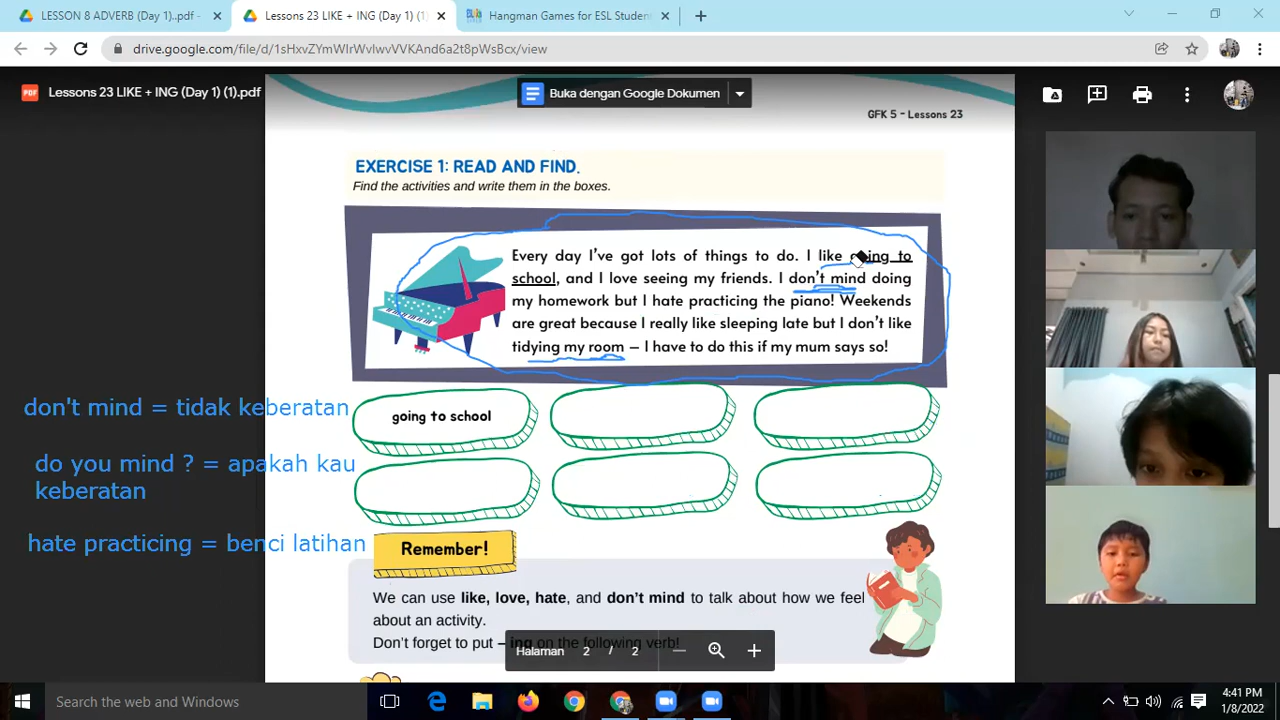 LESSON 8 ADVERB (Day 1)..pdf -
Lessons 23 LIKE + ING (Day 1) (1)
Hangman Games for ESL Studen
drive.google.com/file/d/1sHxvZYmWIrWvIwvVVKAnd6a2t8pWsBcx/view
Lessons 23 LIKE + ING (Day 1) (1).pdf
Buka dengan Google Dokumen
GFK 5 - Lessons 23
EXERCISE 1: READ AND FIND.
Find the activities and write them in the boxes.
Every day I've got lots of things to do. I like going to
school, and I love seeing my friends. I don't mind doing
my homework but I hate practicing the piano! Weekends
are great because I really like sleeping late but I don't like
tidying my room – I have to do this if my mum says so!
don't mind = tidak keberatan
going to school
do you mind ? = apakah kau
keberatan
hate practicing = benci latihan
Remember!
We can use like, love, hate, and don't mind to talk about how we feel
about an activity.
Don't forget to put – ing on the following verb!
Halaman 2 / 2
Search the web and Windows
4:41 PM
1/8/2022